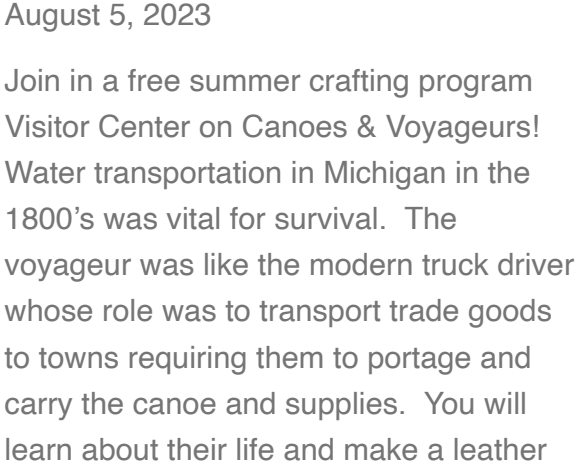 August 5, 2023
Join in a free summer crafting program
Visitor Center on Canoes & Voyageurs!
Water transportation in Michigan in the
1800’s was vital for survival.  The
voyageur was like the modern truck driver
whose role was to transport trade goods
to towns requiring them to portage and
carry the canoe and supplies.  You will
learn about their life and make a leather